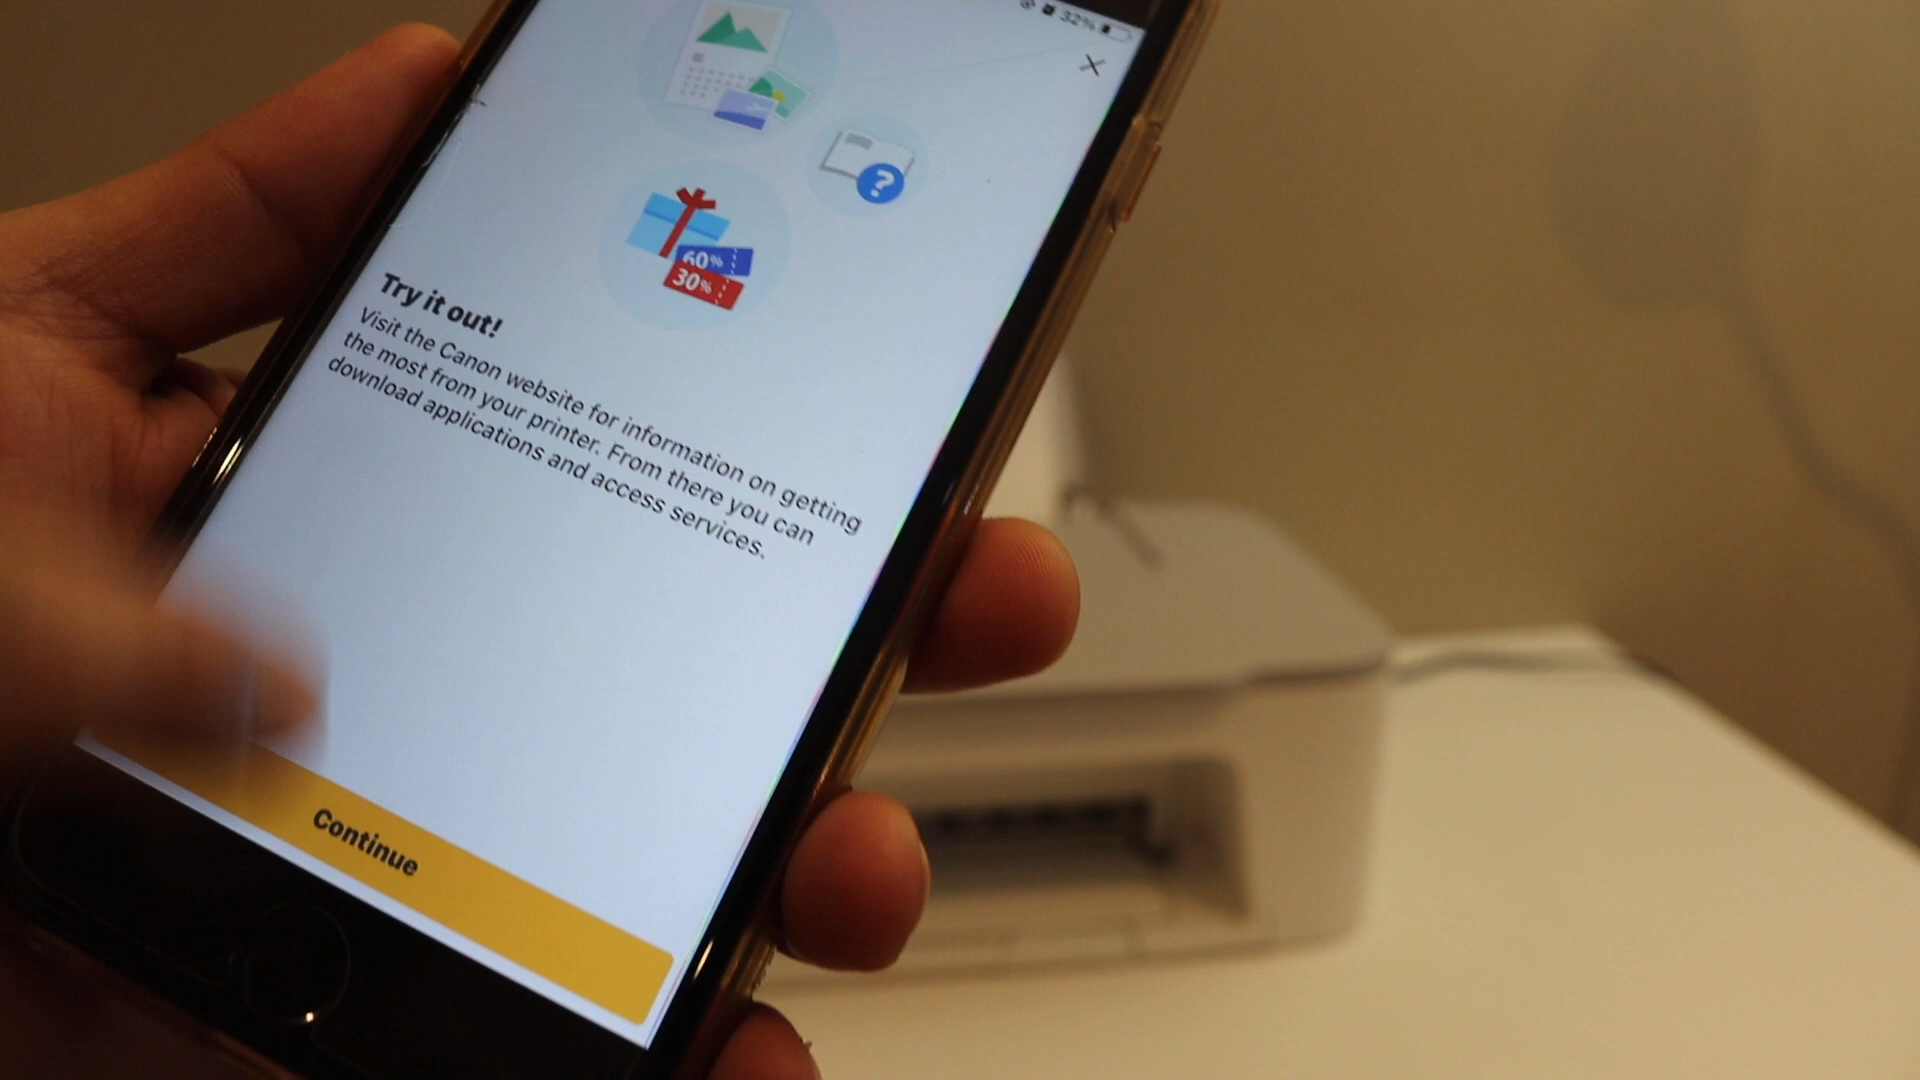 32%
?
60%
30%
Try it out!
Visit the Canon website for information on getting
the most from your printer. From there you can
download applications and access services.
Continue